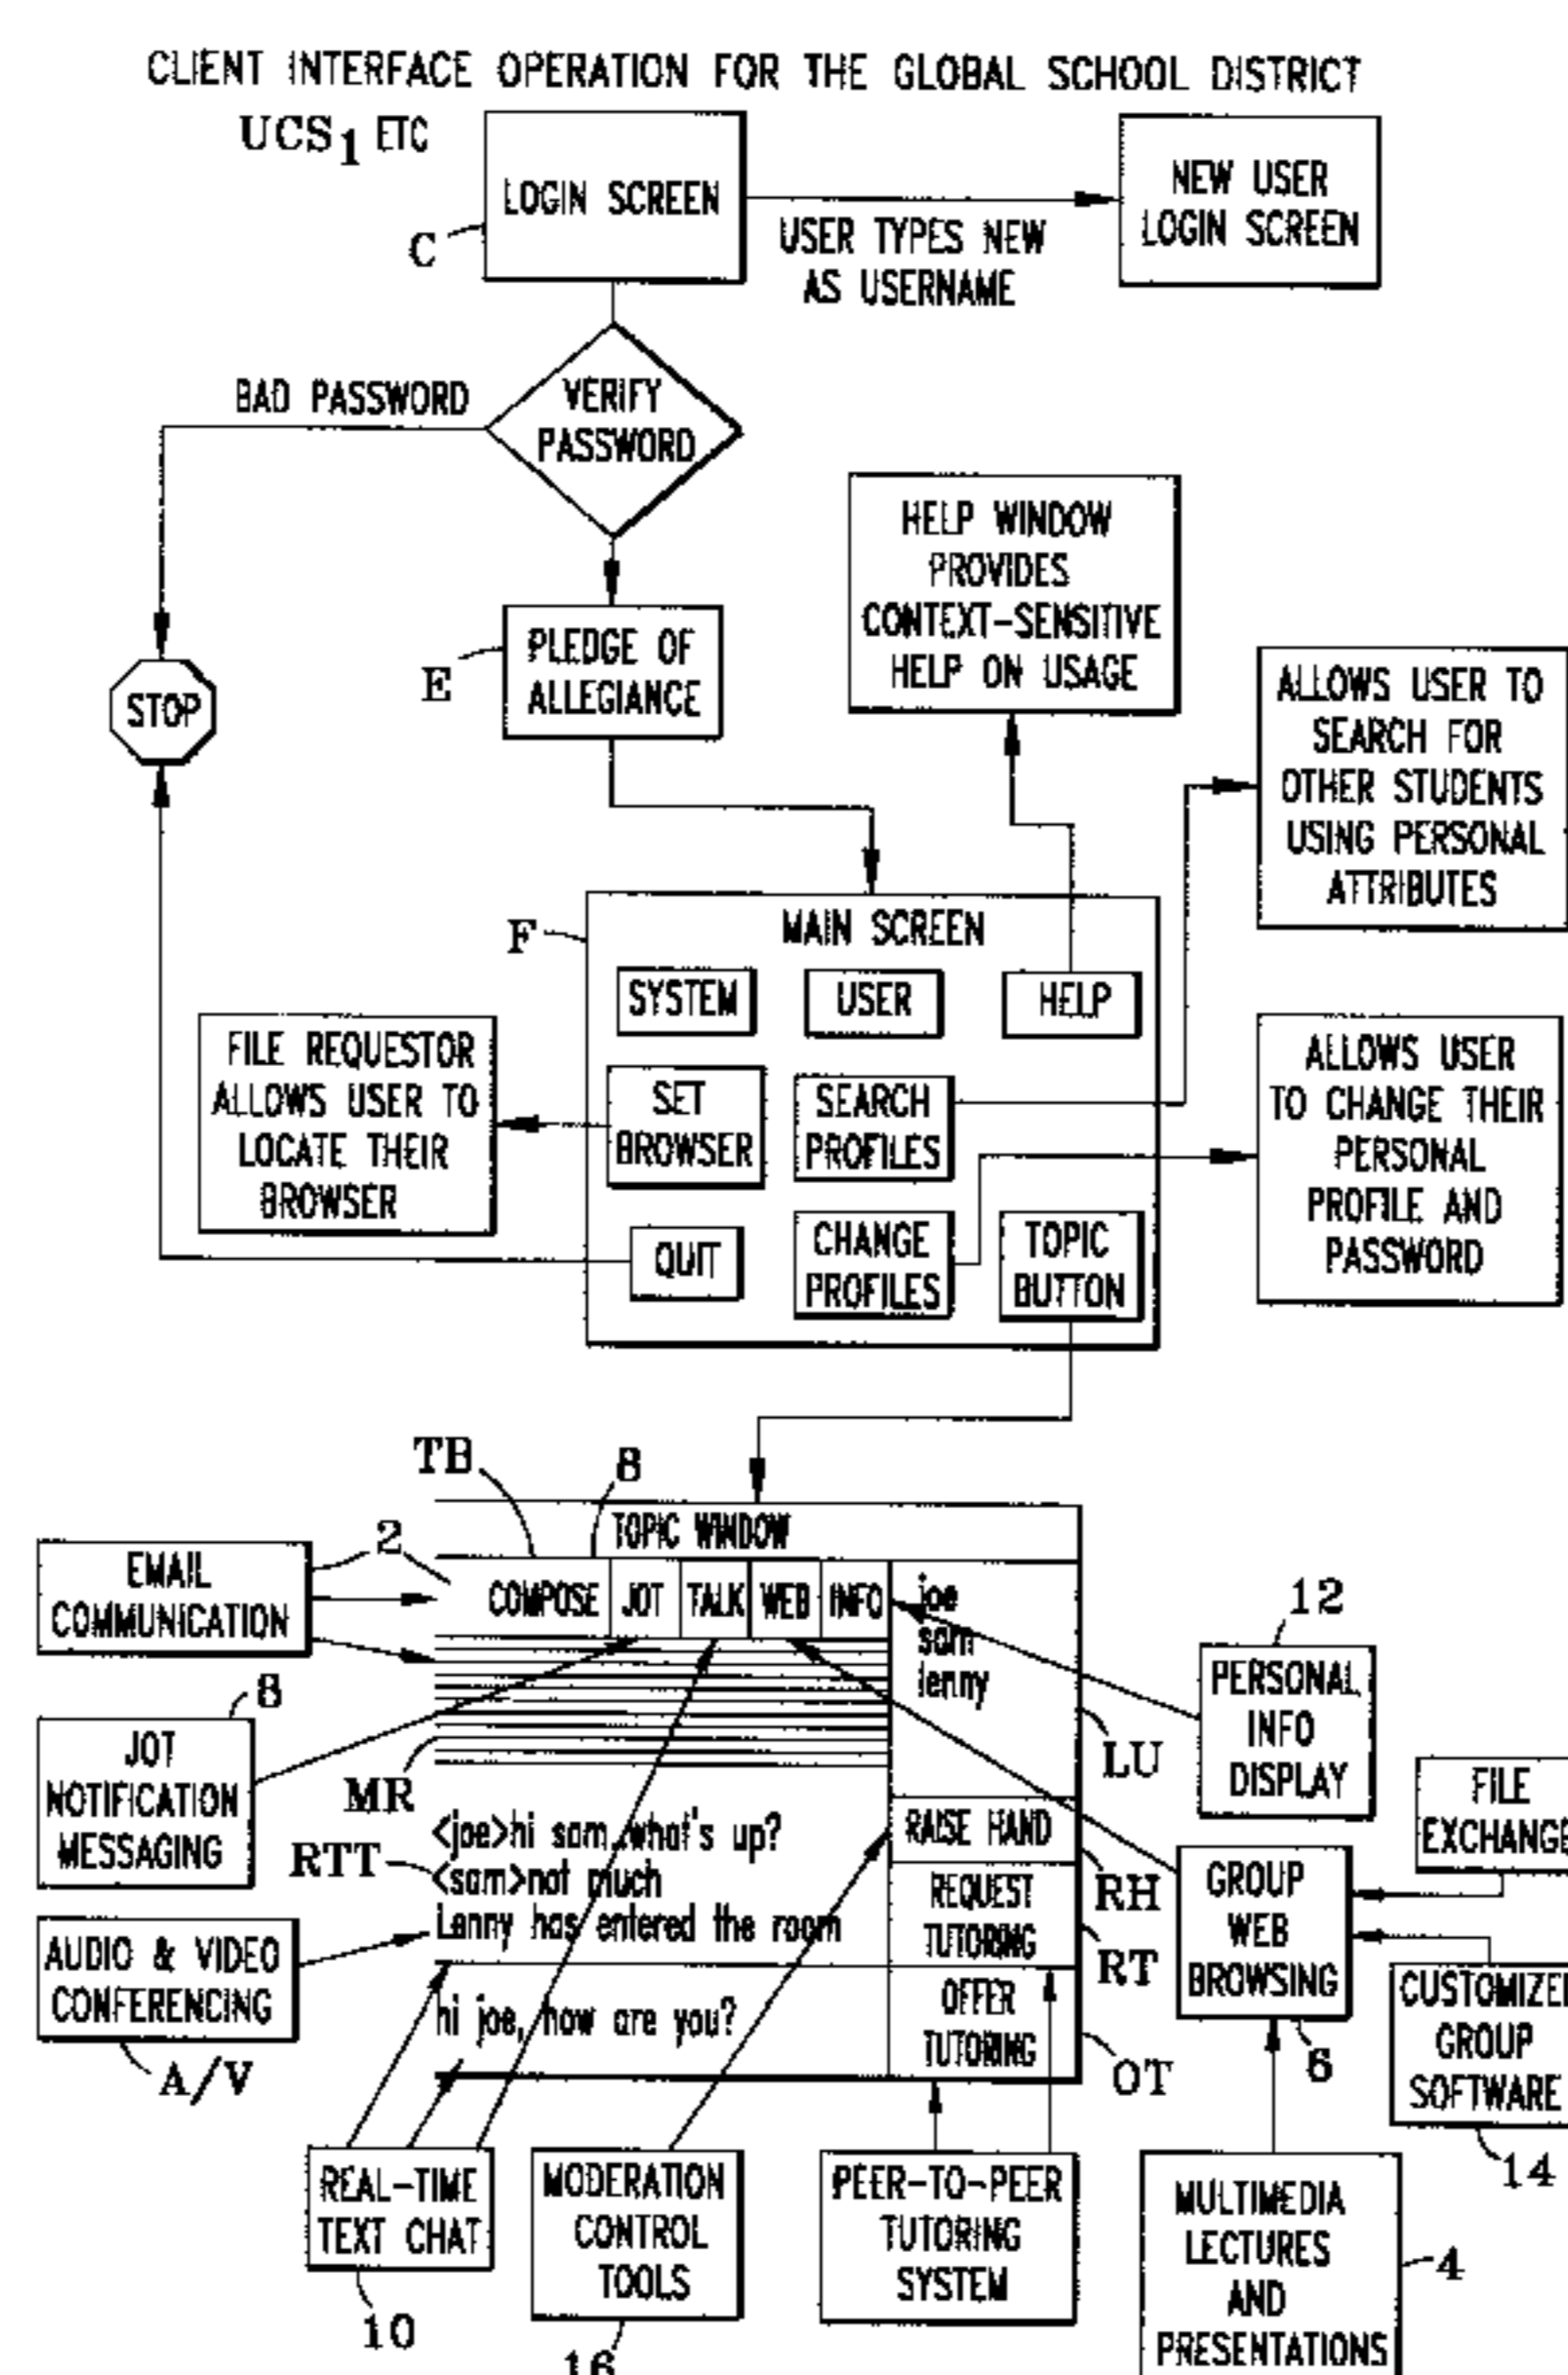 CLIENT INTERFACE OPERATION FOR THE GLOBAL SCHOOL DISTRICT
UCS1 ETC
LOGIN SCREEN
C
USER TYPES NEW
AS USERNAME
NEW USER
LOGIN SCREEN
BAD PASSWORD
VERIFY
PASSWORD
STOP
E
PLEDGE OF
ALLEGIANCE
HELP WINDOW
PROVIDES
CONTEXT-SENSITIVE
HELP ON USAGE
ALLOWS USER TO
SEARCH FOR
OTHER STUDENTS
USING PERSONAL
ATTRIBUTES
F
MAIN SCREEN
SYSTEM
USER
HELP
FILE REQUESTOR
ALLOWS USER TO
LOCATE THEIR
BROWSER
SET
BROWSER
SEARCH
PROFILES
QUIT
CHANGE
PROFILES
TOPIC
BUTTON
ALLOWS USER
TO CHANGE THEIR
PERSONAL
PROFILE AND
PASSWORD
TB
8
TOPIC WINDOW
EMAIL
COMMUNICATION
2
COMPOSE
JOT
TALK
WEB
INFO
joe
sam
lenny
12
PERSONAL
INFO
DISPLAY
8
JOT
NOTIFICATION
MESSAGING
MR
LU
<joe>hi sam, what's up?
RTT
<sam>not much
Lanny has entered the room
RAISE HAND
RH
REQUEST
TUTORING
RT
OFFER
TUTORING
OT
FILE
EXCHANGE
GROUP
WEB
BROWSING
6
AUDIO & VIDEO
CONFERENCING
A/V
hi joe, how are you?
CUSTOMIZE
GROUP
SOFTWARE
14
REAL-TIME
TEXT CHAT
10
MODERATION
CONTROL
TOOLS
16
PEER-TO-PEER
TUTORING
SYSTEM
MULTIMEDIA
LECTURES
AND
PRESENTATIONS
4